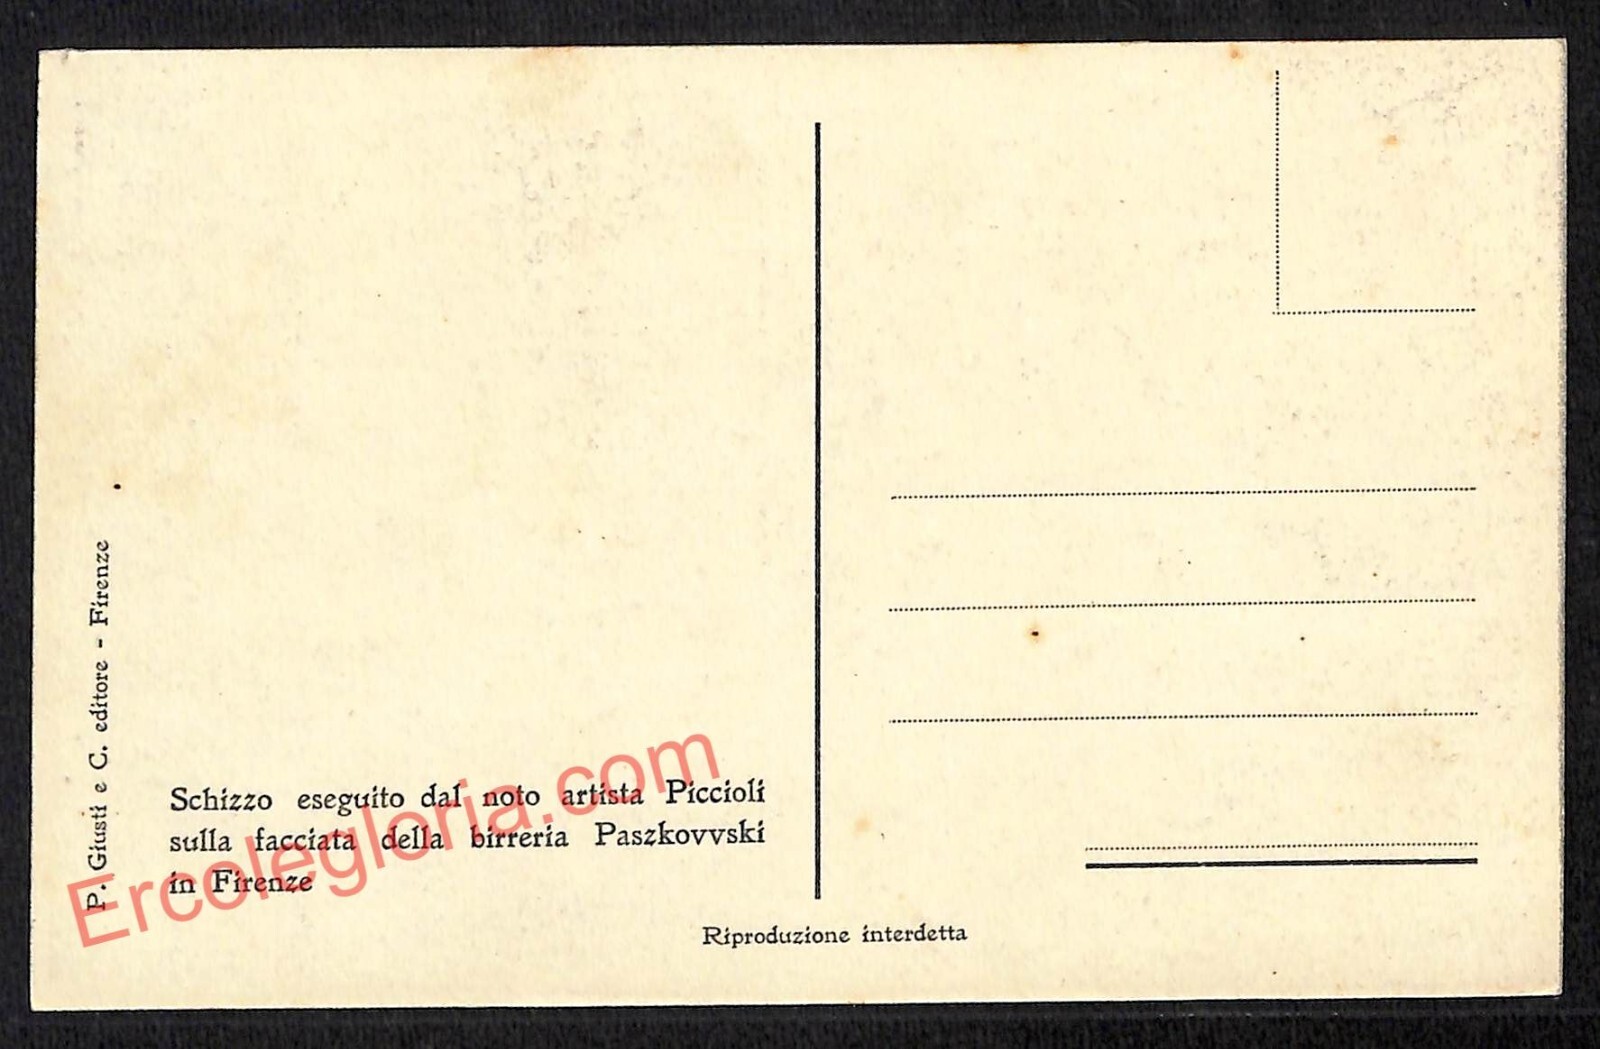 P. Giusti e C. editore - Firenze
Schizzo eseguito dal noto artista Piccioli
sulla facciata della birreria Paszkovvski
in Firenze
Riproduzione interdetta
Ercolegloria.com